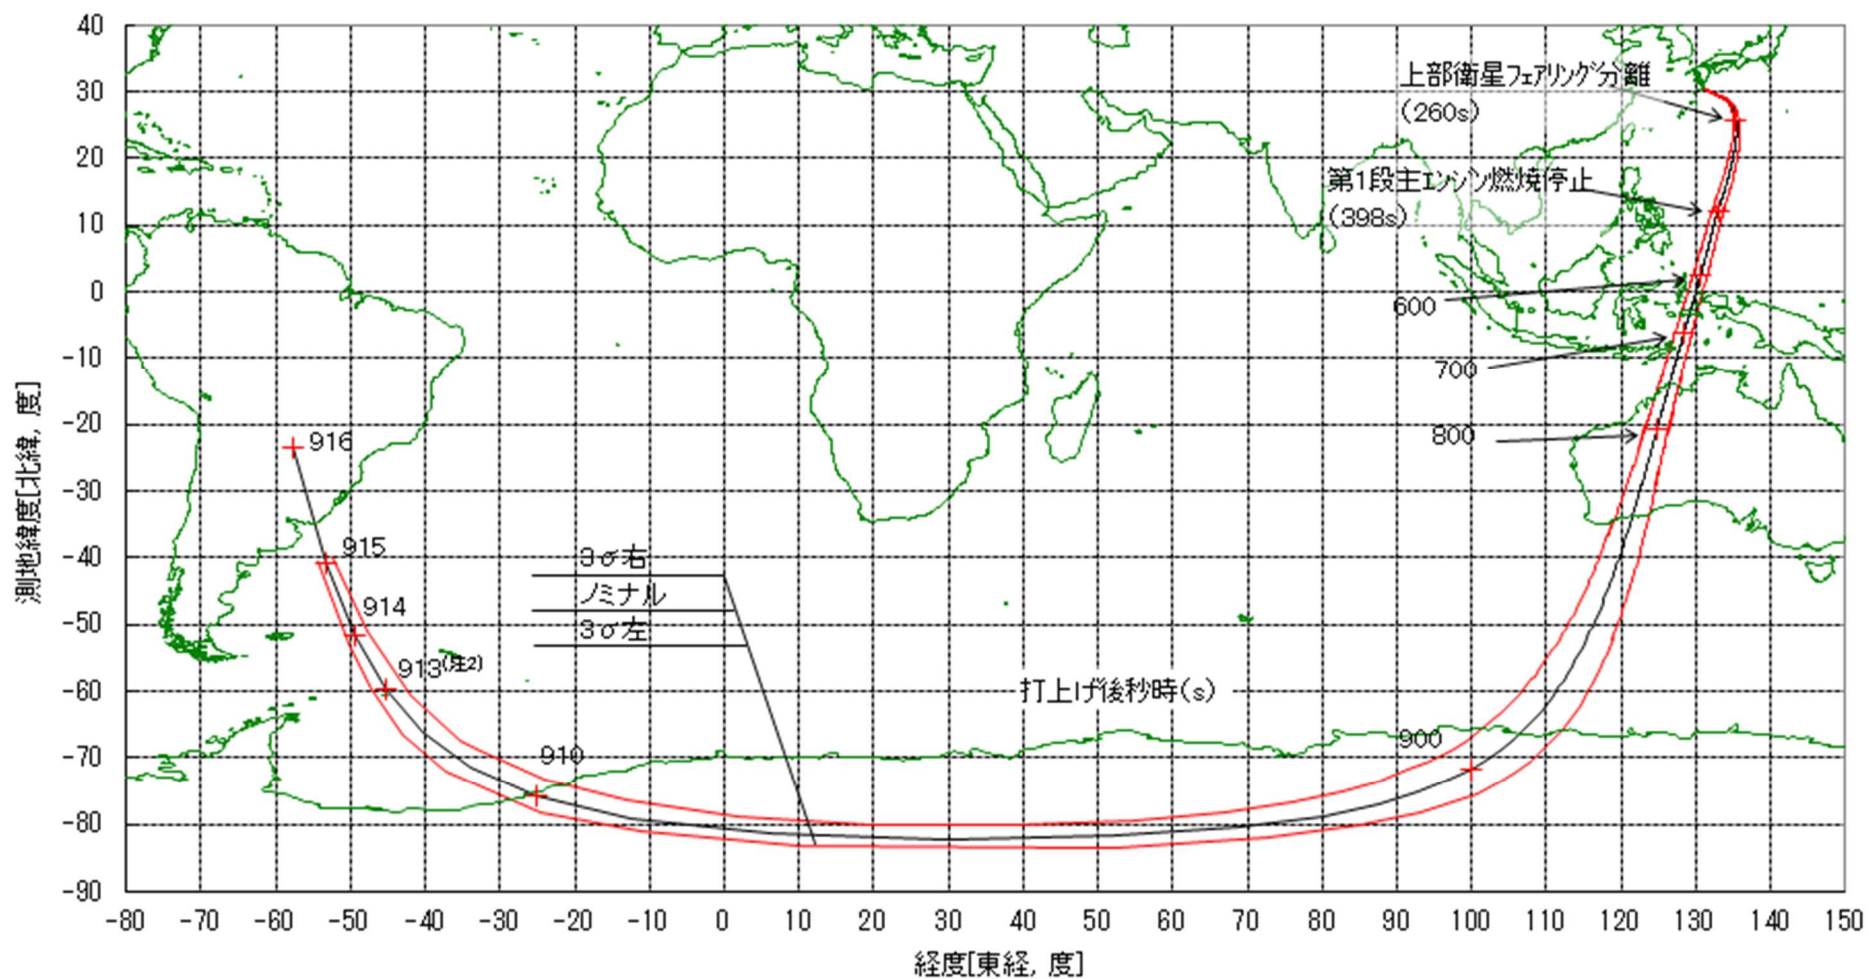 40
30
20
10
0
-10
-20
-30
-40
-50
-60
-70
-80
-90
測地緯度[北緯, 度]
上部衛星フェアリング分離
(260s)
第1段主エンジン燃焼停止
(398s)
600
700
800
916
915
914
913(注2)
910
900
3σ右
ノミナル
3σ左
打上げ後秒時(s)
-80 -70 -60 -50 -40 -30 -20 -10 0 10 20 30 40 50 60 70 80 90 100 110 120 130 140 150
経度[東経, 度]